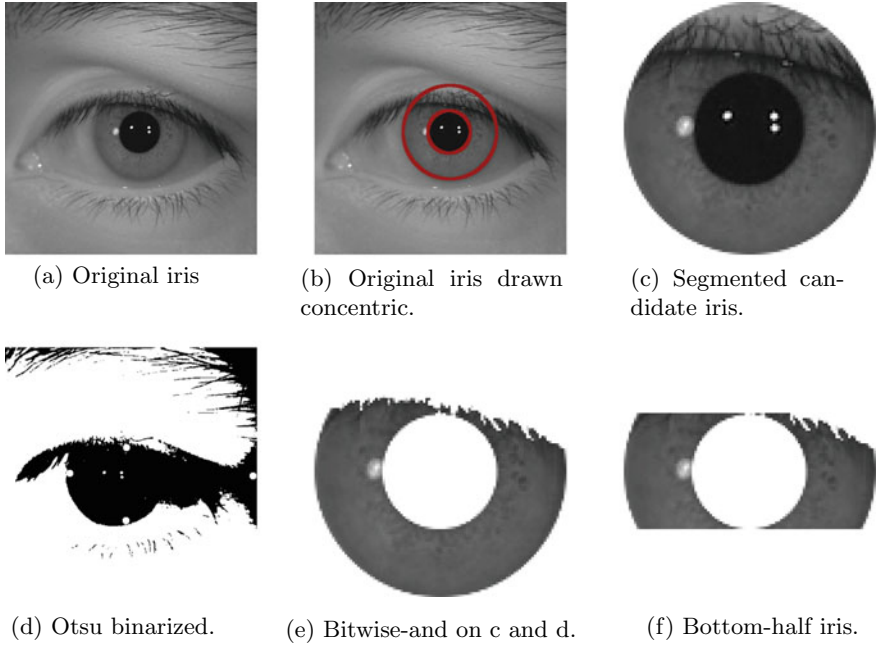 (a) Original iris
(b) Original iris drawn
concentric.
(c) Segmented can-
didate iris.
(d) Otsu binarized.
(e) Bitwise-and on c and d.
(f) Bottom-half iris.